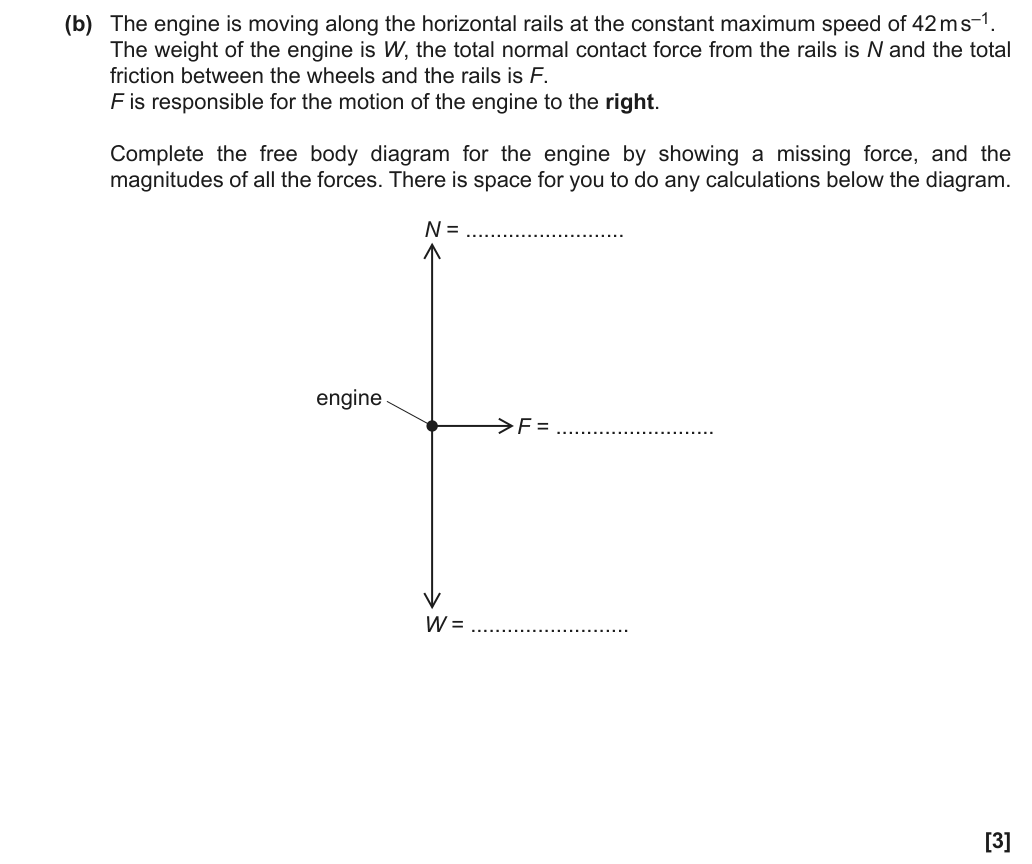 (b) The engine is moving along the horizontal rails at the constant maximum speed of 42 m s⁻¹.
The weight of the engine is W, the total normal contact force from the rails is N and the total
friction between the wheels and the rails is F.
F is responsible for the motion of the engine to the right.
Complete the free body diagram for the engine by showing a missing force, and the
magnitudes of all the forces. There is space for you to do any calculations below the diagram.
N = ..........................
engine
F = ..........................
W = ..........................
[3]